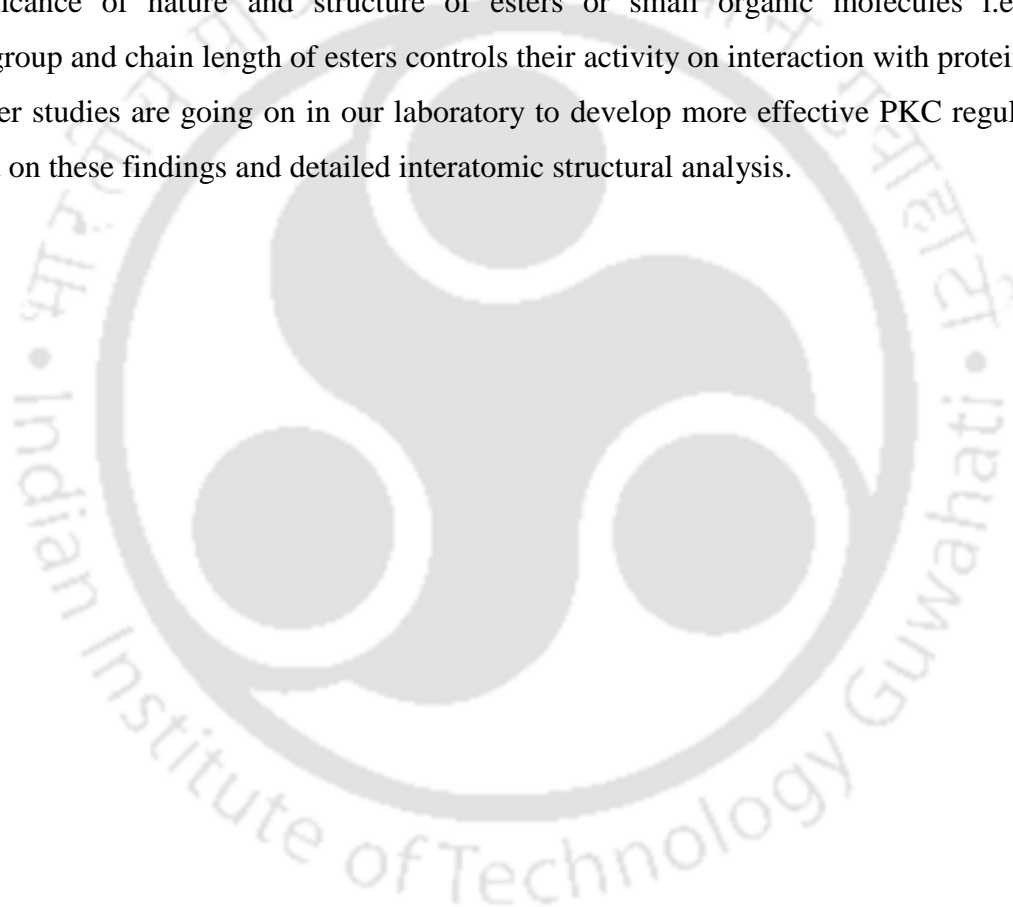 icance of nature and structure of esters or small organic molecules i.e
group and chain length of esters controls their activity on interaction with protein
er studies are going on in our laboratory to develop more effective PKC regul
on these findings and detailed interatomic structural analysis.
Indian Institute of Technology Guwahati